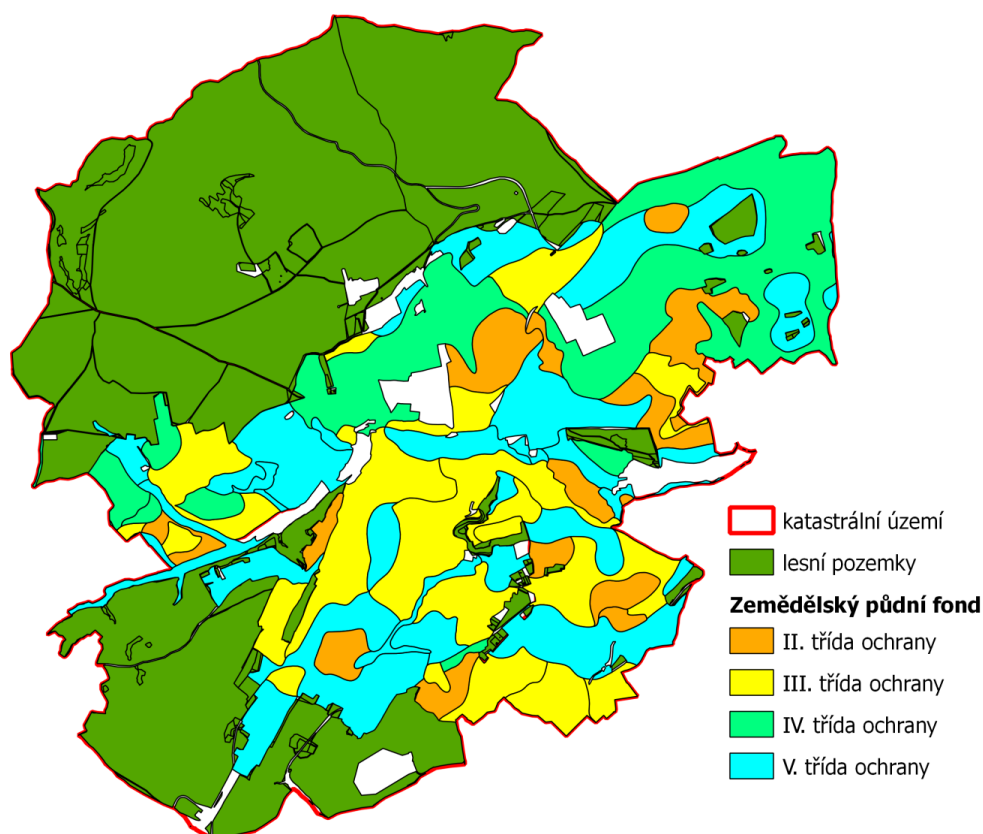 katastrální území
lesní pozemky
Zemědělský půdní fond
II. třída ochrany
III. třída ochrany
IV. třída ochrany
V. třída ochrany